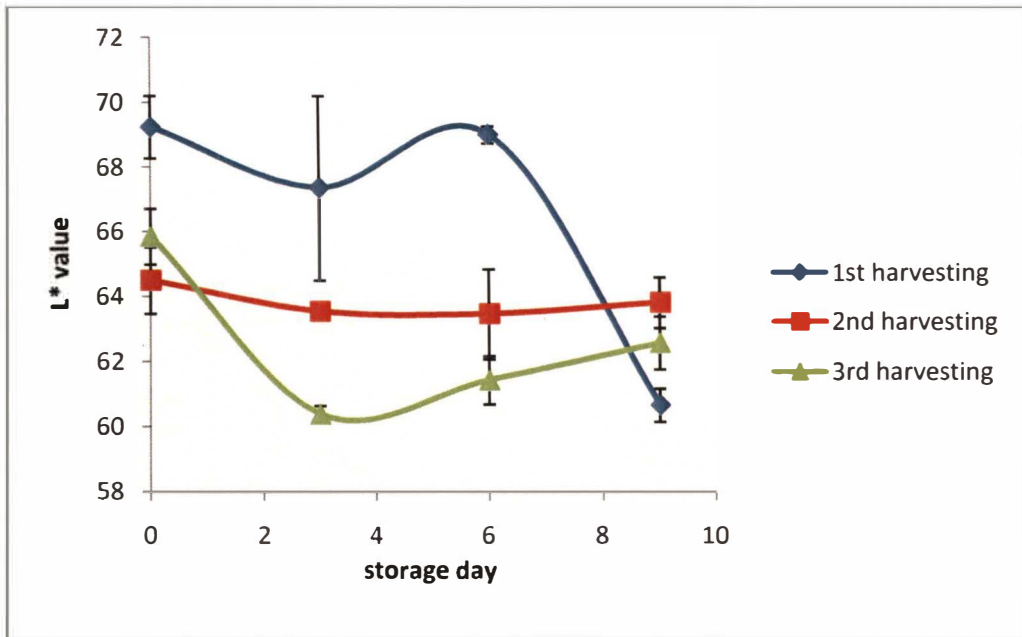 72
70
68
66
64
62
60
58
L* value
0 2 4 6 8 10
storage day
1st harvesting
2nd harvesting
3rd harvesting